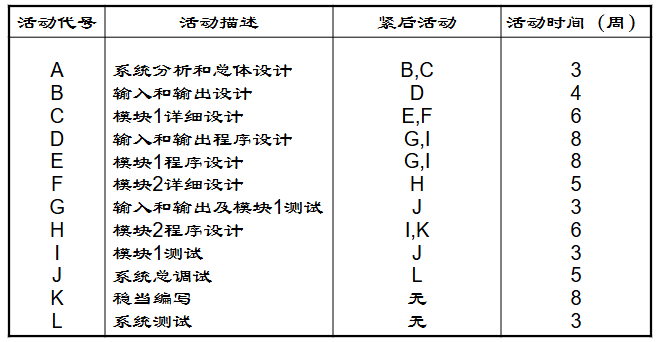 活动代号 活动描述 紧后活动 活动时间（周）
A 系统分析和总体设计 B,C 3
B 输入和输出设计 D 4
C 模块1详细设计 E,F 6
D 输入和输出程序设计 G,I 8
E 模块1程序设计 G,I 8
F 模块2详细设计 H 5
G 输入和输出及模块1测试 J 3
H 模块2程序设计 I,K 6
I 模块1测试 J 3
J 系统总调试 L 5
K 稳当编写 无 8
L 系统测试 无 3